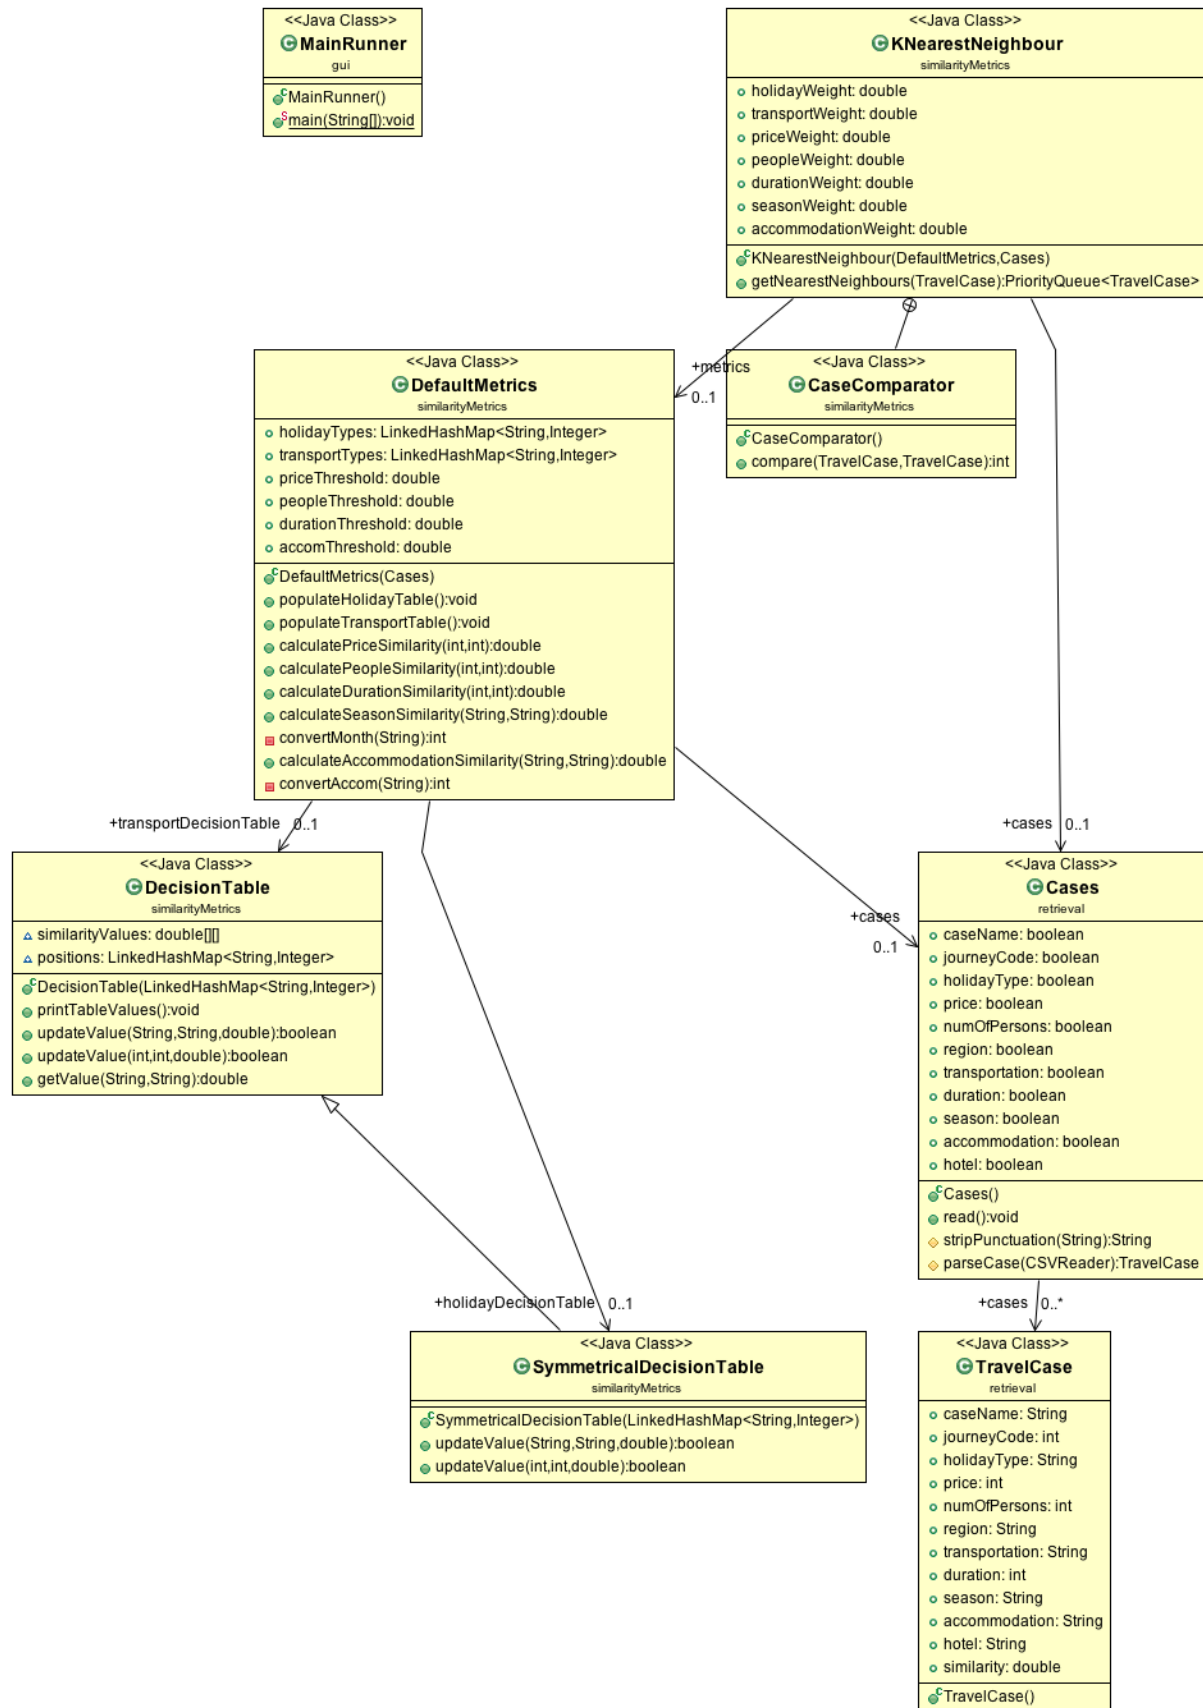 <<Java Class>>
MainRunner
gui
MainRunner()
main(String[]):void
<<Java Class>>
KNearestNeighbour
similarityMetrics
holidayWeight: double
transportWeight: double
priceWeight: double
peopleWeight: double
durationWeight: double
seasonWeight: double
accommodationWeight: double
KNearestNeighbour(DefaultMetrics,Cases)
getNearestNeighbours(TravelCase):PriorityQueue<TravelCase>
+metrics
0..1
<<Java Class>>
DefaultMetrics
similarityMetrics
holidayTypes: LinkedHashMap<String,Integer>
transportTypes: LinkedHashMap<String,Integer>
priceThreshold: double
peopleThreshold: double
durationThreshold: double
accomThreshold: double
DefaultMetrics(Cases)
populateHolidayTable():void
populateTransportTable():void
calculatePriceSimilarity(int,int):double
calculatePeopleSimilarity(int,int):double
calculateDurationSimilarity(int,int):double
calculateSeasonSimilarity(String,String):double
convertMonth(String):int
calculateAccommodationSimilarity(String,String):double
convertAccom(String):int
<<Java Class>>
CaseComparator
similarityMetrics
CaseComparator()
compare(TravelCase,TravelCase):int
+transportDecisionTable 0..1
+cases 0..1
<<Java Class>>
DecisionTable
similarityMetrics
similarityValues: double[][]
positions: LinkedHashMap<String,Integer>
DecisionTable(LinkedHashMap<String,Integer>)
printTableValues():void
updateValue(String,String,double):boolean
updateValue(int,int,double):boolean
getValue(String,String):double
+cases
0..1
<<Java Class>>
Cases
retrieval
caseName: boolean
journeyCode: boolean
holidayType: boolean
price: boolean
numOfPersons: boolean
region: boolean
transportation: boolean
duration: boolean
season: boolean
accommodation: boolean
hotel: boolean
Cases()
read():void
stripPunctuation(String):String
parseCase(CSVReader):TravelCase
+holidayDecisionTable 0..1
+cases 0..*
<<Java Class>>
SymmetricalDecisionTable
similarityMetrics
SymmetricalDecisionTable(LinkedHashMap<String,Integer>)
updateValue(String,String,double):boolean
updateValue(int,int,double):boolean
<<Java Class>>
TravelCase
retrieval
caseName: String
journeyCode: int
holidayType: String
price: int
numOfPersons: int
region: String
transportation: String
duration: int
season: String
accommodation: String
hotel: String
similarity: double
TravelCase()